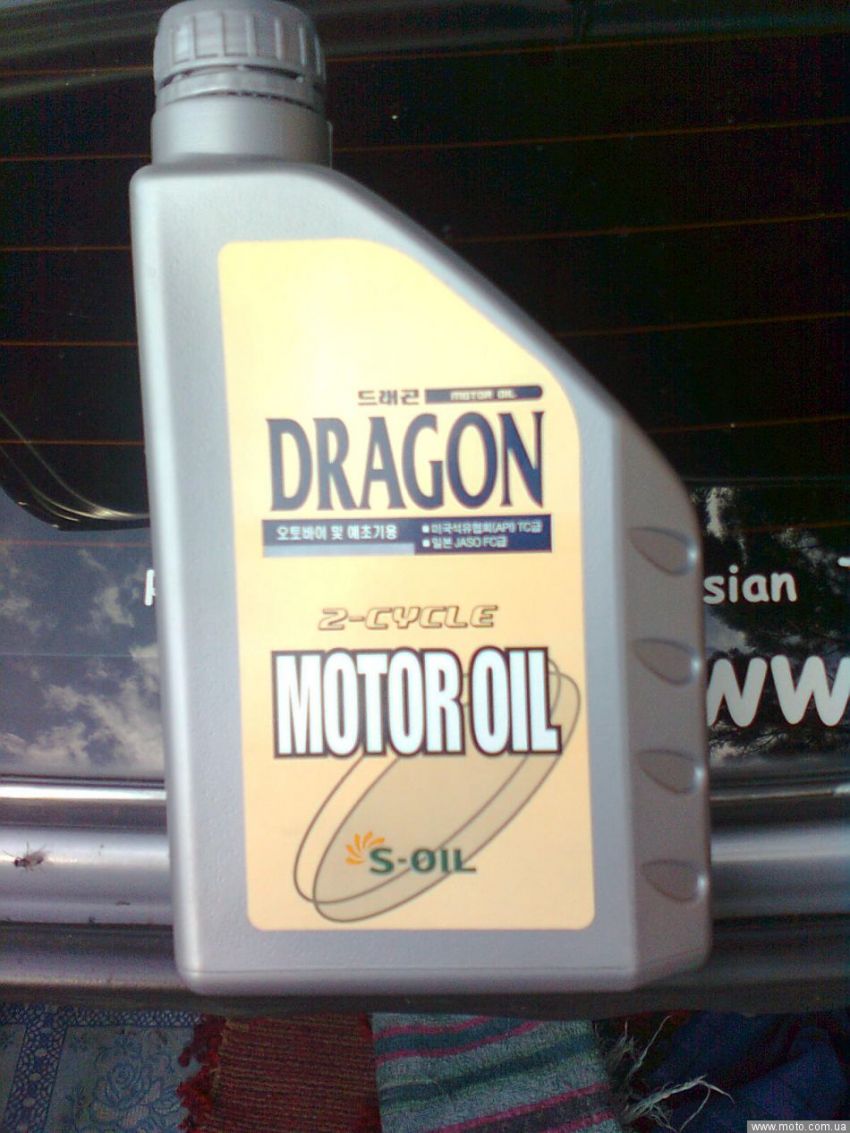 드래곤 MOTOR OIL
DRAGON
오토바이 및 예초기용
■ 미국석유협회(API) TC급
■ 일본 JASO FC급
2-CYCLE
MOTOR OIL
S-OIL
sian
www.moto.com.ua